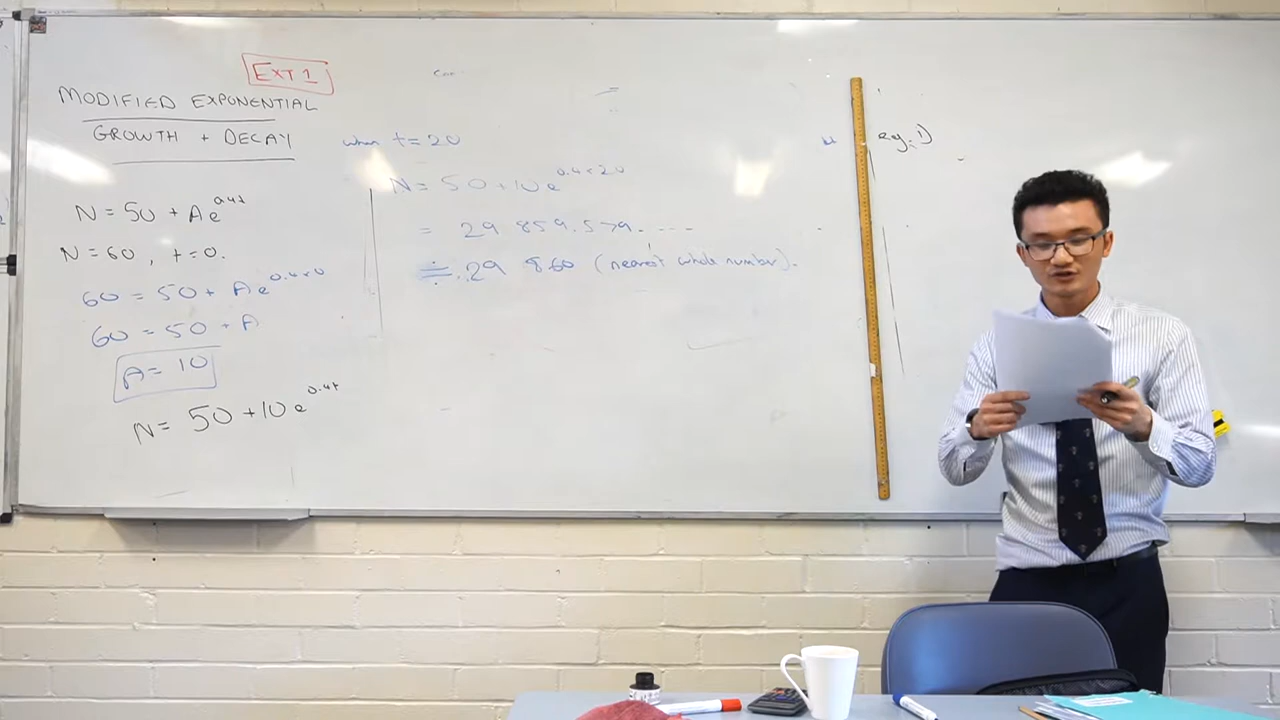 EXT 1
MODIFIED EXPONENTIAL
GROWTH + DECAY
N = 50 + Ae^0.4t
N = 60, t = 0.
60 = 50 + Ae^0.4×0
60 = 50 + A
A = 10
N = 50 + 10e^0.4t
when t = 20
N = 50 + 10e^0.4×20
= 29 859.579....
≑ 29 860 (nearest whole number).
eg. 1)